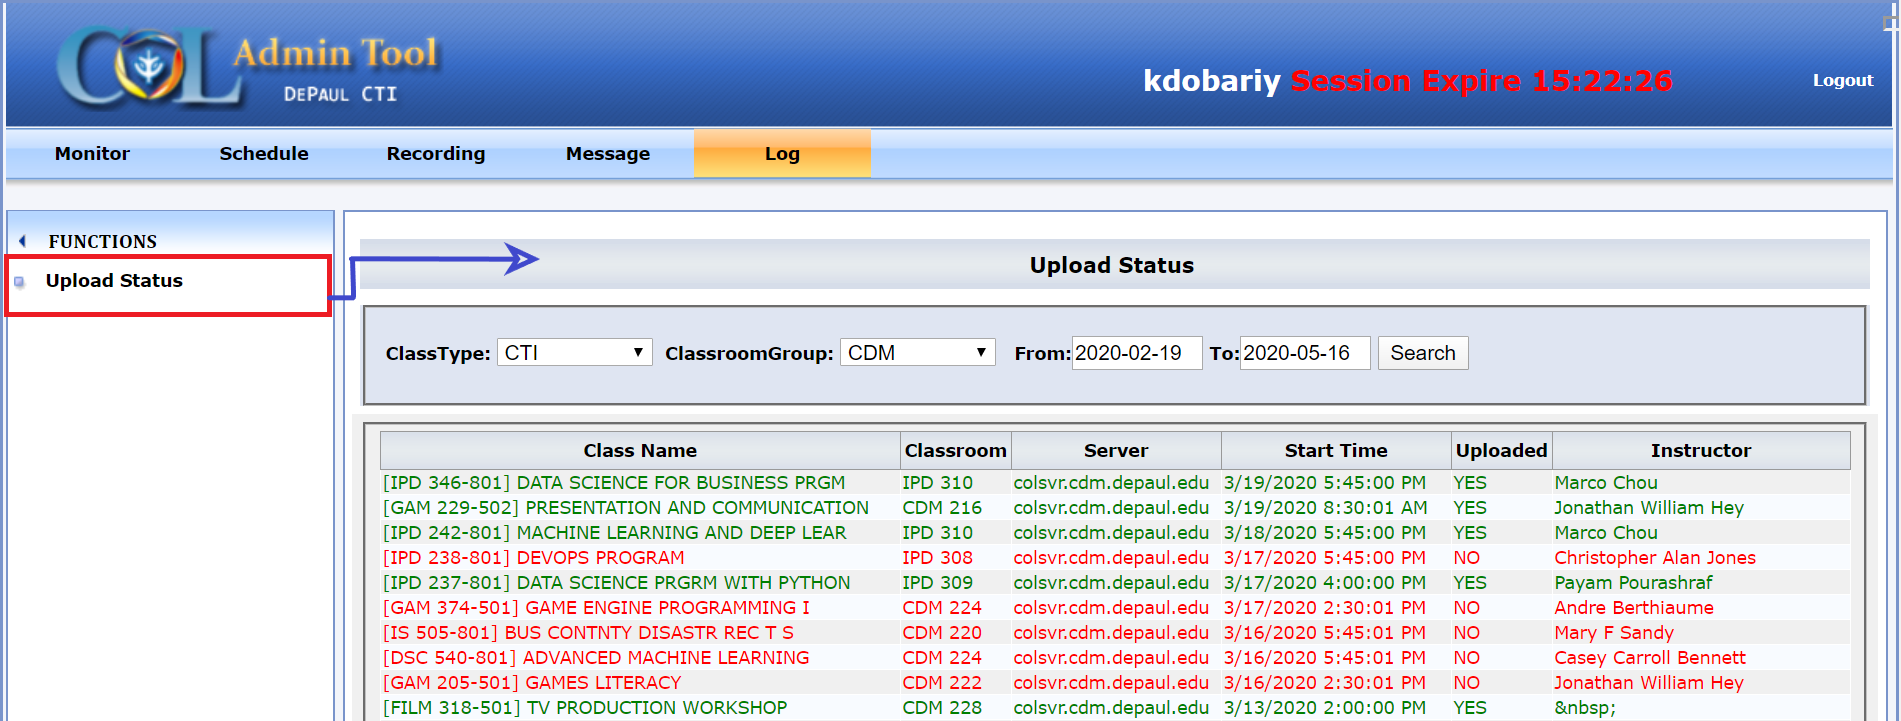 COL Admin Tool
DePaul CTI
kdobariy Session Expire 15:22:26
Logout
Monitor Schedule Recording Message Log
FUNCTIONS
Upload Status
Upload Status
ClassType: CTI ClassroomGroup: CDM From: 2020-02-19 To: 2020-05-16 Search
Class Name Classroom Server Start Time Uploaded Instructor
[IPD 346-801] DATA SCIENCE FOR BUSINESS PRGM IPD 310 colsvr.cdm.depaul.edu 3/19/2020 5:45:00 PM YES Marco Chou
[GAM 229-502] PRESENTATION AND COMMUNICATION CDM 216 colsvr.cdm.depaul.edu 3/19/2020 8:30:01 AM YES Jonathan William Hey
[IPD 242-801] MACHINE LEARNING AND DEEP LEAR IPD 310 colsvr.cdm.depaul.edu 3/18/2020 5:45:00 PM YES Marco Chou
[IPD 238-801] DEVOPS PROGRAM IPD 308 colsvr.cdm.depaul.edu 3/17/2020 5:45:00 PM NO Christopher Alan Jones
[IPD 237-801] DATA SCIENCE PRGRM WITH PYTHON IPD 309 colsvr.cdm.depaul.edu 3/17/2020 4:00:00 PM YES Payam Pourashraf
[GAM 374-501] GAME ENGINE PROGRAMMING I CDM 224 colsvr.cdm.depaul.edu 3/17/2020 2:30:01 PM NO Andre Berthiaume
[IS 505-801] BUS CONTNTY DISASTR REC T S CDM 220 colsvr.cdm.depaul.edu 3/16/2020 5:45:01 PM NO Mary F Sandy
[DSC 540-801] ADVANCED MACHINE LEARNING CDM 224 colsvr.cdm.depaul.edu 3/16/2020 5:45:01 PM NO Casey Carroll Bennett
[GAM 205-501] GAMES LITERACY CDM 222 colsvr.cdm.depaul.edu 3/16/2020 2:30:01 PM NO Jonathan William Hey
[FILM 318-501] TV PRODUCTION WORKSHOP CDM 228 colsvr.cdm.depaul.edu 3/13/2020 2:00:00 PM YES &amp;nbsp;